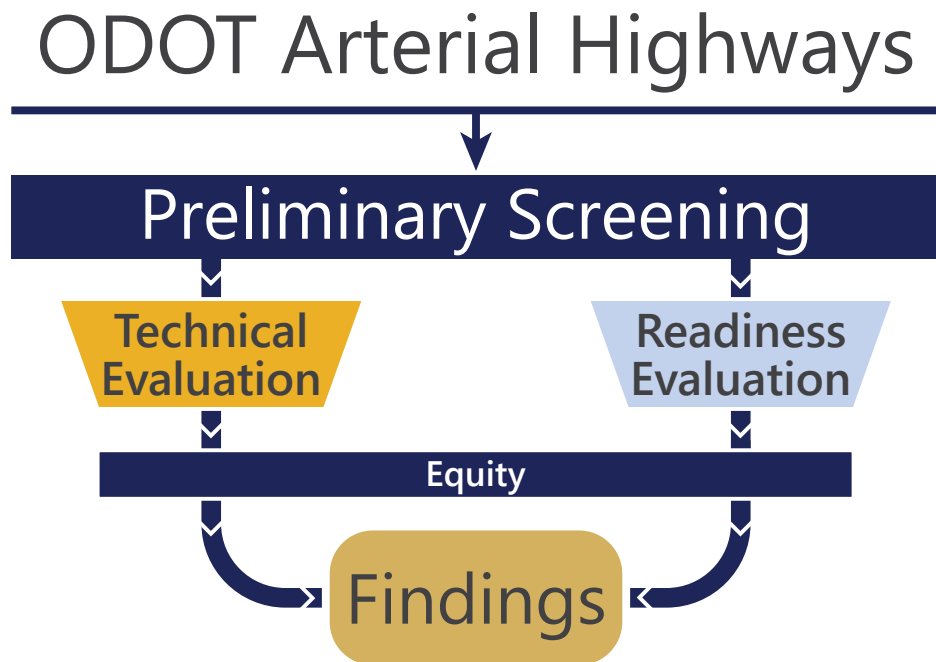 ODOT Arterial Highways
Preliminary Screening
Technical
Evaluation
Readiness
Evaluation
Equity
Findings